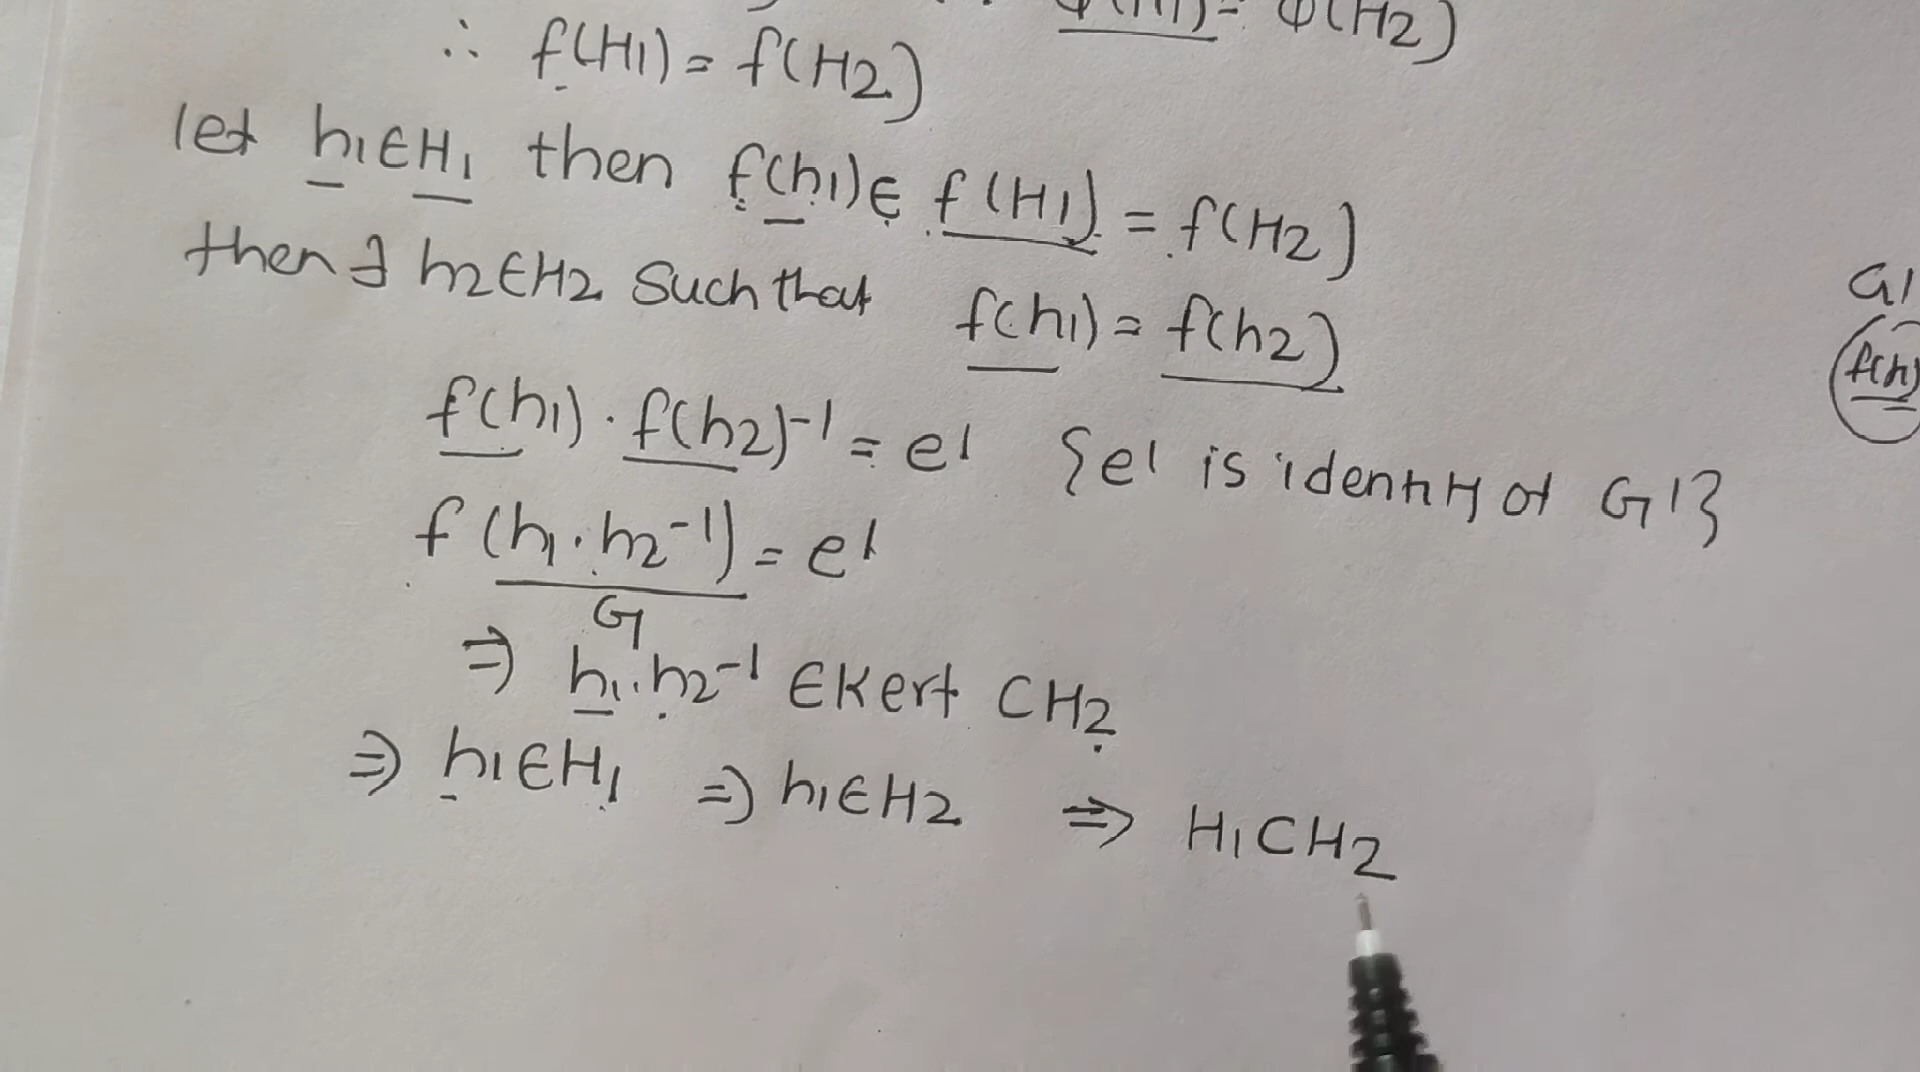 ∴ f(H1) = f(H2)
let h1 ∈ H1 then f(h1) ∈ f(H1) = f(H2)
then ∃ h2 ∈ H2 Such that f(h1) = f(h2)
f(h1) · f(h2)^-1 = e' {e' is identity of G'}
f(h1 · h2^-1) = e'
G
⇒ h1 · h2^-1 ∈ Kerf ⊂ H2
⇒ h1 ∈ H1 ⇒ h1 ∈ H2 ⇒ H1 ⊂ H2
G'
f(h)